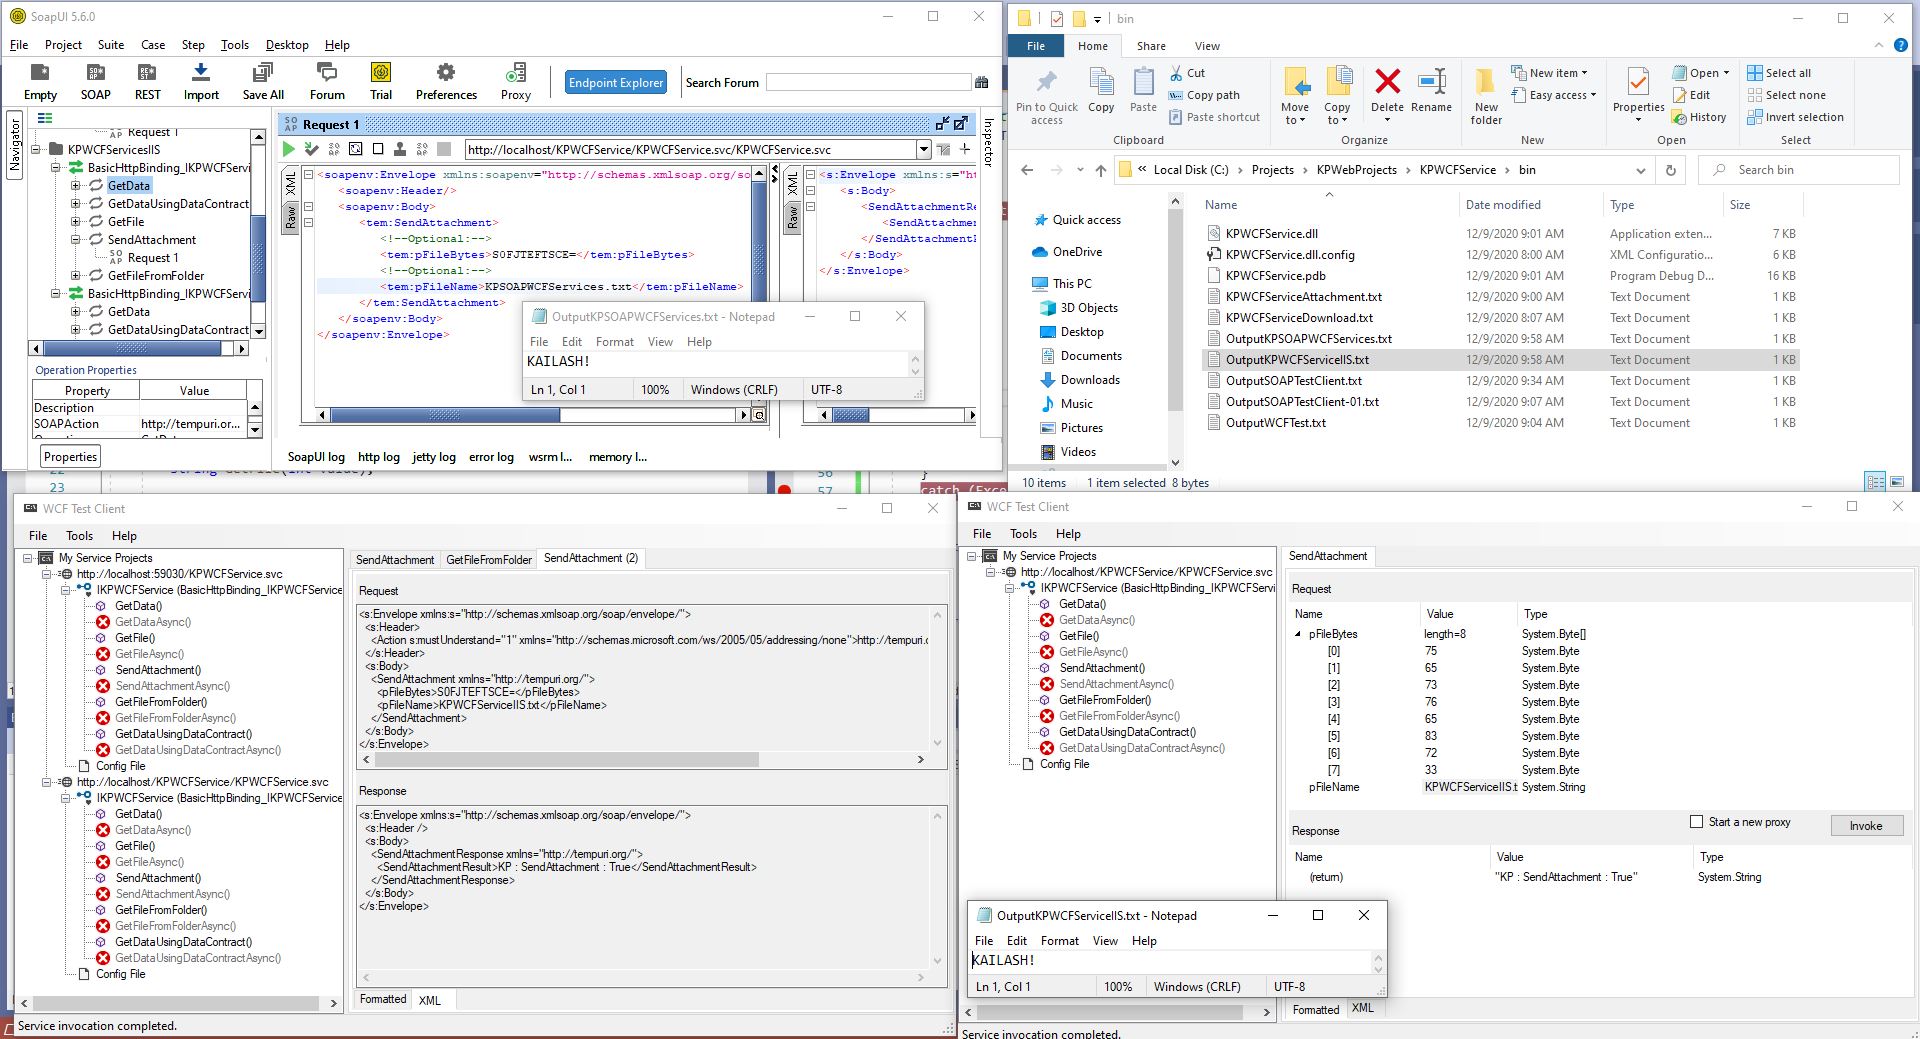 SoapUI 5.6.0
File Project Suite Case Step Tools Desktop Help
Empty SOAP REST Import Save All Forum Trial Preferences Proxy Endpoint Explorer Search Forum
Navigator
Request 1
KPWCFServicesIIS
BasicHttpBinding_IKPWCFServi
GetData
GetDataUsingDataContract
GetFile
SendAttachment
Request 1
GetFileFromFolder
BasicHttpBinding_IKPWCFServi
GetData
GetDataUsingDataContract
Operation Properties
Property Value
Description
SOAPAction http://tempuri.or...
Properties
Request 1
http://localhost/KPWCFService/KPWCFService.svc/KPWCFService.svc
Inspector
XML
Raw
<soapenv:Envelope xmlns:soapenv="http://schemas.xmlsoap.org/so
<soapenv:Header/>
<soapenv:Body>
<tem:SendAttachment>
<!--Optional:-->
<tem:pFileBytes>S0FJTEFTSCE=</tem:pFileBytes>
<!--Optional:-->
<tem:pFileName>KPSOAPWCFServices.txt</tem:pFileName>
</tem:SendAttachment>
</soapenv:Body>
</soapenv:Envelope>
XML
Raw
<s:Envelope xmlns:s="ht
<s:Body>
<SendAttachmentRe
<SendAttachment
</SendAttachmentR
</s:Body>
</s:Envelope>
OutputKPSOAPWCFServices.txt - Notepad
File Edit Format View Help
KAILASH!
Ln 1, Col 1 100% Windows (CRLF) UTF-8
SoapUI log http log jetty log error log wsrm l... memory l...
23
56
57
catch (Exce
bin
File Home Share View
Pin to Quick access
Copy
Paste
Cut
Copy path
Paste shortcut
Clipboard
Move to
Copy to
Delete
Rename
Organize
New folder
New item
Easy access
New
Properties
Open
Edit
History
Open
Select all
Select none
Invert selection
Select
« Local Disk (C:) > Projects > KPWebProjects > KPWCFService > bin
Search bin
Quick access
OneDrive
This PC
3D Objects
Desktop
Documents
Downloads
Music
Pictures
Videos
Name Date modified Type Size
KPWCFService.dll 12/9/2020 9:01 AM Application exten... 7 KB
KPWCFService.dll.config 12/9/2020 8:00 AM XML Configuratio... 6 KB
KPWCFService.pdb 12/9/2020 9:01 AM Program Debug D... 16 KB
KPWCFServiceAttachment.txt 12/9/2020 9:00 AM Text Document 1 KB
KPWCFServiceDownload.txt 12/9/2020 8:07 AM Text Document 1 KB
OutputKPSOAPWCFServices.txt 12/9/2020 9:58 AM Text Document 1 KB
OutputKPWCFServiceIIS.txt 12/9/2020 9:58 AM Text Document 1 KB
OutputSOAPTestClient.txt 12/9/2020 9:34 AM Text Document 1 KB
OutputSOAPTestClient-01.txt 12/9/2020 9:07 AM Text Document 1 KB
OutputWCFTest.txt 12/9/2020 9:04 AM Text Document 1 KB
10 items 1 item selected 8 bytes
WCF Test Client
File Tools Help
My Service Projects
http://localhost:59030/KPWCFService.svc
IKPWCFService (BasicHttpBinding_IKPWCFService
GetData()
GetDataAsync()
GetFile()
GetFileAsync()
SendAttachment()
SendAttachmentAsync()
GetFileFromFolder()
GetFileFromFolderAsync()
GetDataUsingDataContract()
GetDataUsingDataContractAsync()
Config File
http://localhost/KPWCFService/KPWCFService.svc
IKPWCFService (BasicHttpBinding_IKPWCFService
GetData()
GetDataAsync()
GetFile()
GetFileAsync()
SendAttachment()
SendAttachmentAsync()
GetFileFromFolder()
GetFileFromFolderAsync()
GetDataUsingDataContract()
GetDataUsingDataContractAsync()
Config File
SendAttachment GetFileFromFolder SendAttachment (2)
Request
<s:Envelope xmlns:s="http://schemas.xmlsoap.org/soap/envelope/">
<s:Header>
<Action s:mustUnderstand="1" xmlns="http://schemas.microsoft.com/ws/2005/05/addressing/none">http://tempuri.o
</s:Header>
<s:Body>
<SendAttachment xmlns="http://tempuri.org/">
<pFileBytes>S0FJTEFTSCE=</pFileBytes>
<pFileName>KPWCFServiceIIS.txt</pFileName>
</SendAttachment>
</s:Body>
</s:Envelope>
Response
<s:Envelope xmlns:s="http://schemas.xmlsoap.org/soap/envelope/">
<s:Header />
<s:Body>
<SendAttachmentResponse xmlns="http://tempuri.org/">
<SendAttachmentResult>KP : SendAttachment : True</SendAttachmentResult>
</SendAttachmentResponse>
</s:Body>
</s:Envelope>
Formatted XML
Service invocation completed.
WCF Test Client
File Tools Help
My Service Projects
http://localhost/KPWCFService/KPWCFService.svc
IKPWCFService (BasicHttpBinding_IKPWCFServi
GetData()
GetDataAsync()
GetFile()
GetFileAsync()
SendAttachment()
SendAttachmentAsync()
GetFileFromFolder()
GetFileFromFolderAsync()
GetDataUsingDataContract()
GetDataUsingDataContractAsync()
Config File
SendAttachment
Request
Name Value Type
pFileBytes length=8 System.Byte[]
[0] 75 System.Byte
[1] 65 System.Byte
[2] 73 System.Byte
[3] 76 System.Byte
[4] 65 System.Byte
[5] 83 System.Byte
[6] 72 System.Byte
[7] 33 System.Byte
pFileName KPWCFServiceIIS.t System.String
Response
Start a new proxy
Invoke
Name Value Type
(return) "KP : SendAttachment : True" System.String
OutputKPWCFServiceIIS.txt - Notepad
File Edit Format View Help
KAILASH!
Ln 1, Col 1 100% Windows (CRLF) UTF-8
Formatted XML
Service invocation completed.